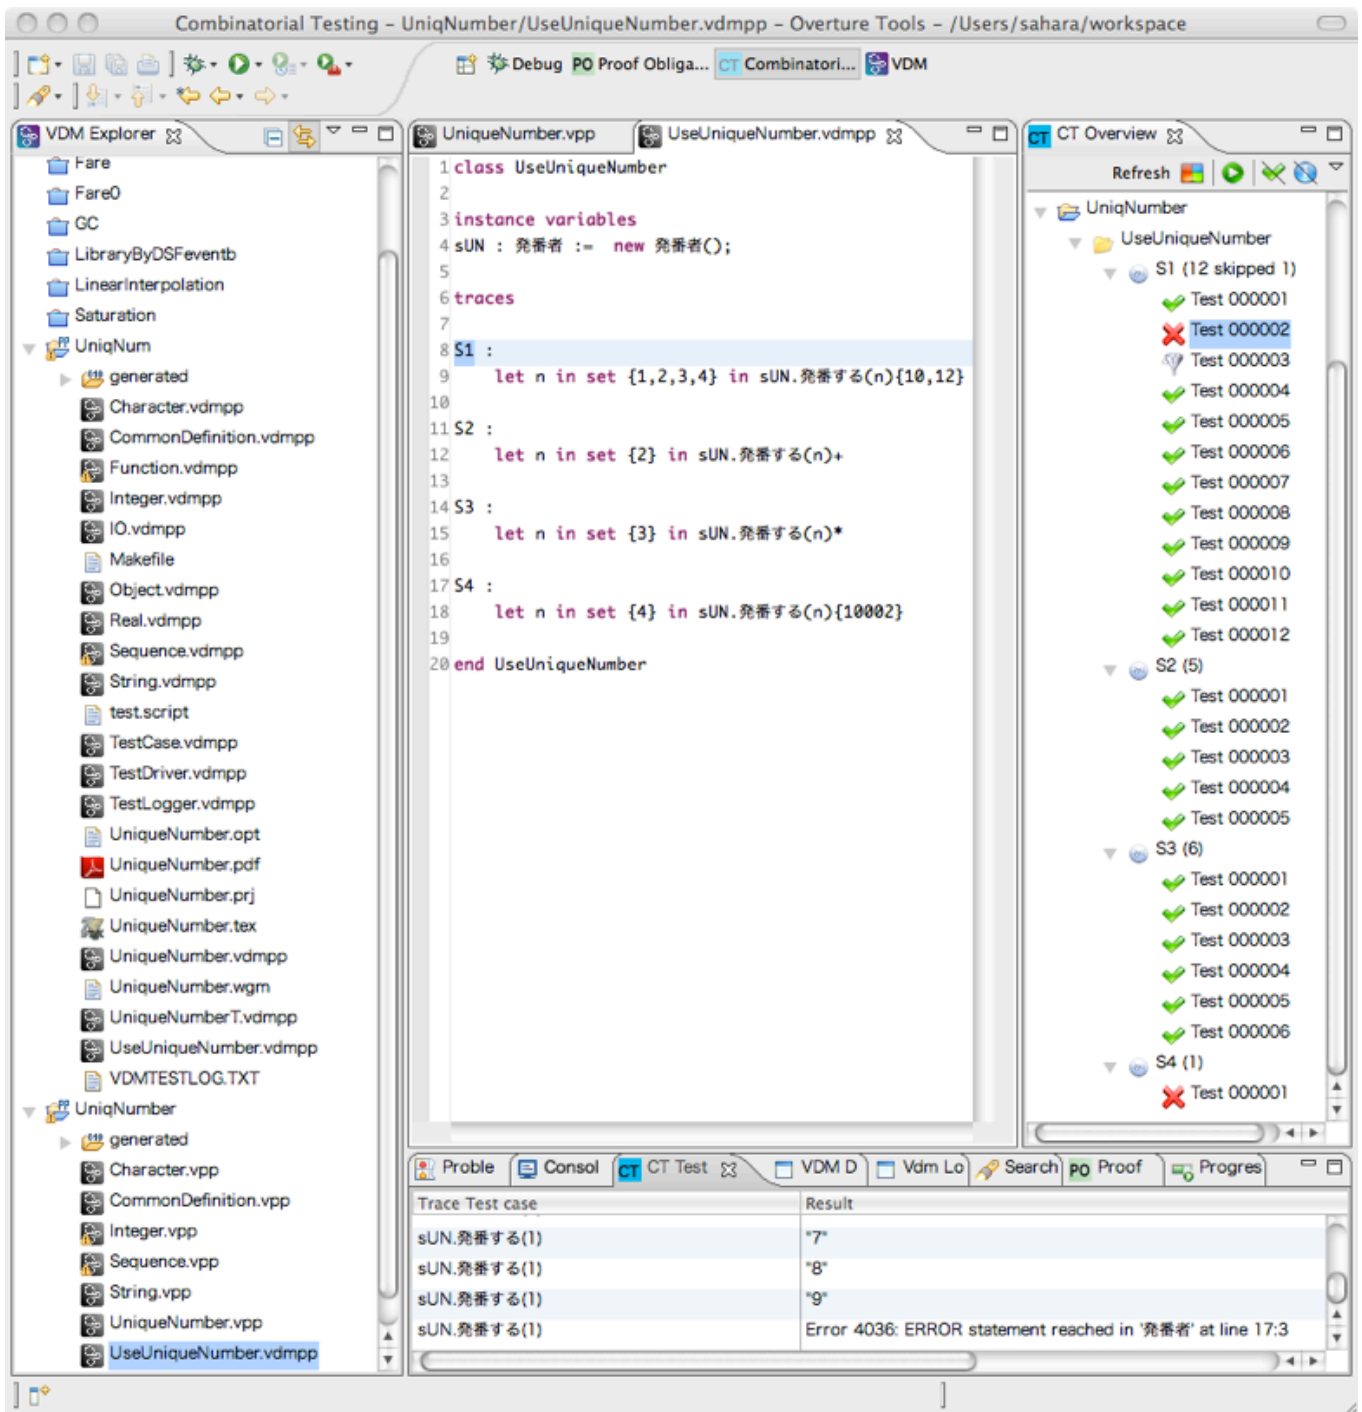 Combinatorial Testing - UniqNumber/UseUniqueNumber.vdmpp - Overture Tools - /Users/sahara/workspace
Debug PO Proof Obliga... CT Combinatori... VDM
VDM Explorer
Fare
Fare0
GC
LibraryByDSFeventb
LinearInterpolation
Saturation
UniqNum
generated
Character.vdmpp
CommonDefinition.vdmpp
Function.vdmpp
Integer.vdmpp
IO.vdmpp
Makefile
Object.vdmpp
Real.vdmpp
Sequence.vdmpp
String.vdmpp
test.script
TestCase.vdmpp
TestDriver.vdmpp
TestLogger.vdmpp
UniqueNumber.opt
UniqueNumber.pdf
UniqueNumber.prj
UniqueNumber.tex
UniqueNumber.vdmpp
UniqueNumber.wgm
UniqueNumberT.vdmpp
UseUniqueNumber.vdmpp
VDMTESTLOG.TXT
UniqNumber
generated
Character.vpp
CommonDefinition.vpp
Integer.vpp
Sequence.vpp
String.vpp
UniqueNumber.vpp
UseUniqueNumber.vdmpp
UniqueNumber.vpp UseUniqueNumber.vdmpp
1 class UseUniqueNumber
2
3 instance variables
4 sUN : 発番者 := new 発番者();
5
6 traces
7
8 S1 :
9 let n in set {1,2,3,4} in sUN.発番する(n){10,12}
10
11 S2 :
12 let n in set {2} in sUN.発番する(n)+
13
14 S3 :
15 let n in set {3} in sUN.発番する(n)*
16
17 S4 :
18 let n in set {4} in sUN.発番する(n){10002}
19
20 end UseUniqueNumber
CT CT Overview
Refresh
UniqNumber
UseUniqueNumber
S1 (12 skipped 1)
Test 000001
Test 000002
Test 000003
Test 000004
Test 000005
Test 000006
Test 000007
Test 000008
Test 000009
Test 000010
Test 000011
Test 000012
S2 (5)
Test 000001
Test 000002
Test 000003
Test 000004
Test 000005
S3 (6)
Test 000001
Test 000002
Test 000003
Test 000004
Test 000005
Test 000006
S4 (1)
Test 000001
Proble Consol CT CT Test VDM D Vdm Lo Search PO Proof Progres
Trace Test case Result
sUN.発番する(1) "7"
sUN.発番する(1) "8"
sUN.発番する(1) "9"
sUN.発番する(1) Error 4036: ERROR statement reached in '発番者' at line 17:3